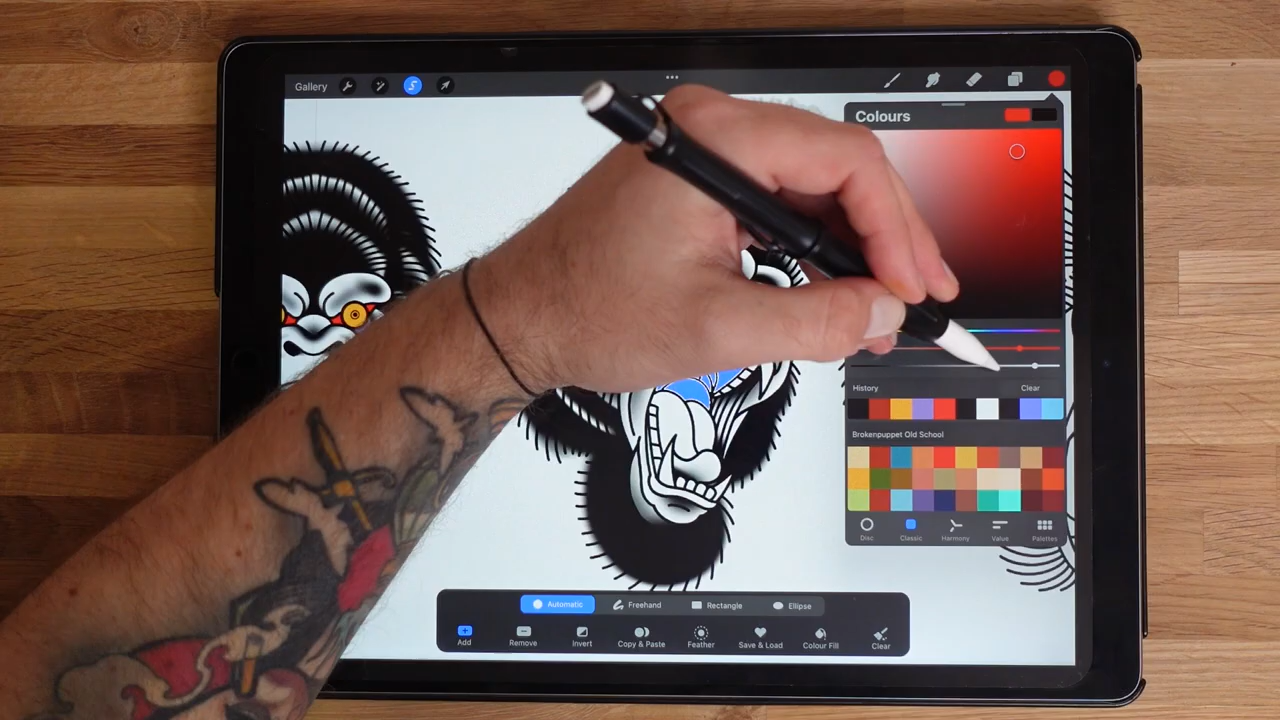 Gallery
Colours
History Clear
Brokenpuppet Old School
Disc Classic Harmony Value Palettes
Automatic Freehand Rectangle Ellipse
Add Remove Invert Copy & Paste Feather Save & Load Colour Fill Clear